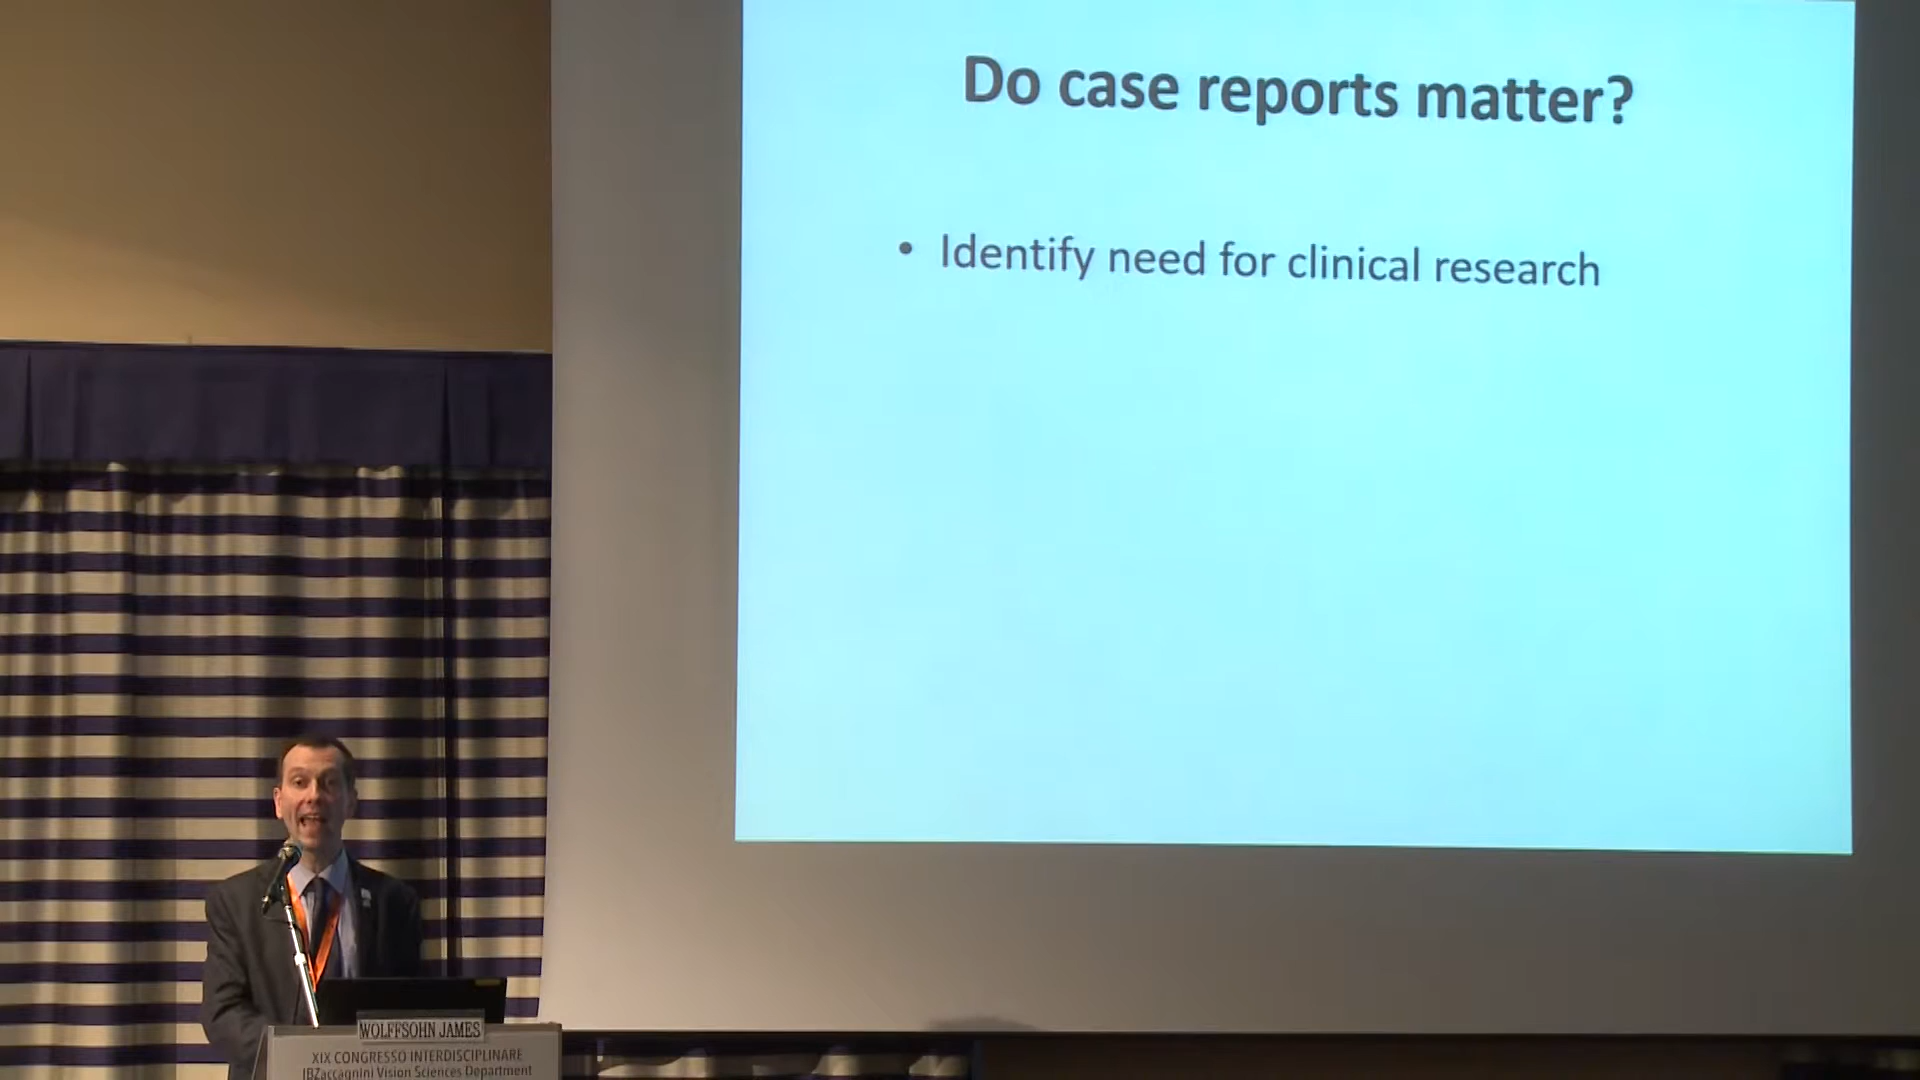 Do case reports matter?
• Identify need for clinical research
WOLFFSOHN JAMES
XIX CONGRESSO INTERDISCIPLINARE
IBZaccagnini Vision Sciences Department